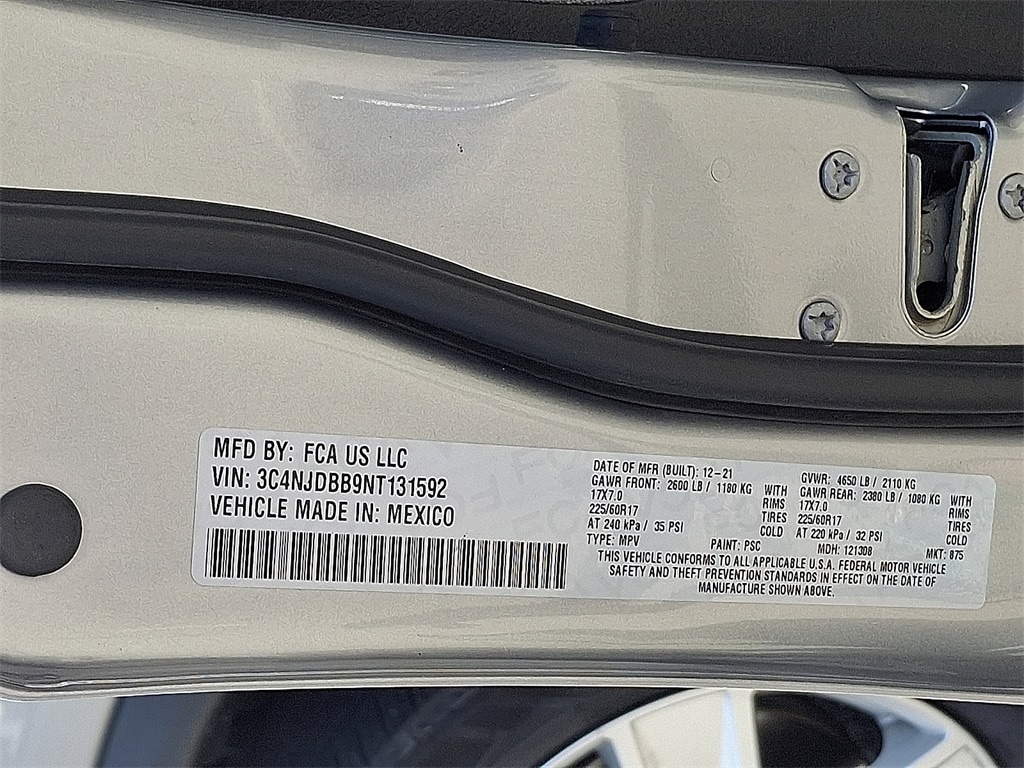 MFD BY: FCA US LLC
VIN: 3C4NJDBB9NT131592
VEHICLE MADE IN: MEXICO
DATE OF MFR (BUILT): 12-21
GVWR: 4650 LB / 2110 KG
GAWR FRONT: 2600 LB / 1180 KG WITH
17X7.0 RIMS
225/60R17 TIRES
AT 240 kPa / 35 PSI COLD
GAWR REAR: 2380 LB / 1080 KG WITH
17X7.0 RIMS
225/60R17 TIRES
AT 220 kPa / 32 PSI COLD
TYPE: MPV PAINT: PSC MDH: 121308 MKT: 875
THIS VEHICLE CONFORMS TO ALL APPLICABLE U.S.A. FEDERAL MOTOR VEHICLE
SAFETY AND THEFT PREVENTION STANDARDS IN EFFECT ON THE DATE OF
MANUFACTURE SHOWN ABOVE.